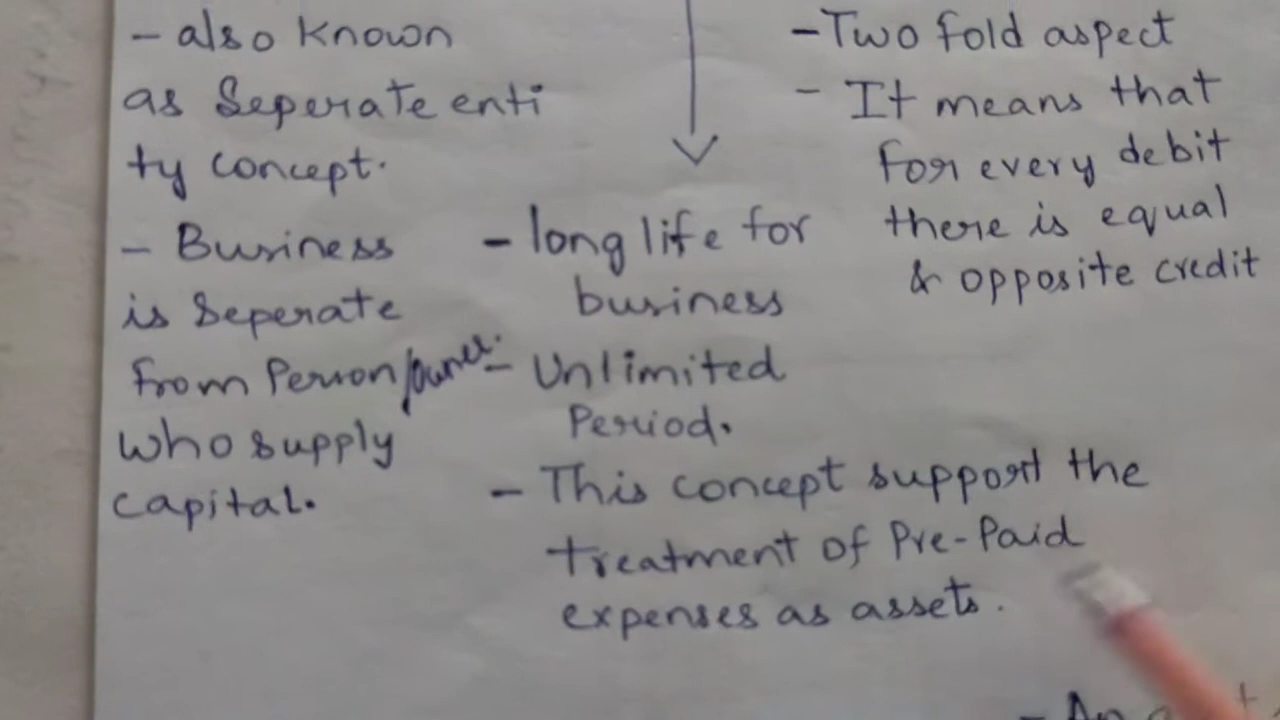 - also known
as Seperate enti
ty concept.
- Business
is Seperate
from Person/owner.
who supply
capital.
- long life for
business
- Unlimited
Period.
- This concept support the
treatment of Pre-Paid
expenses as assets.
- Two fold aspect
- It means that
for every debit
there is equal
& opposite credit